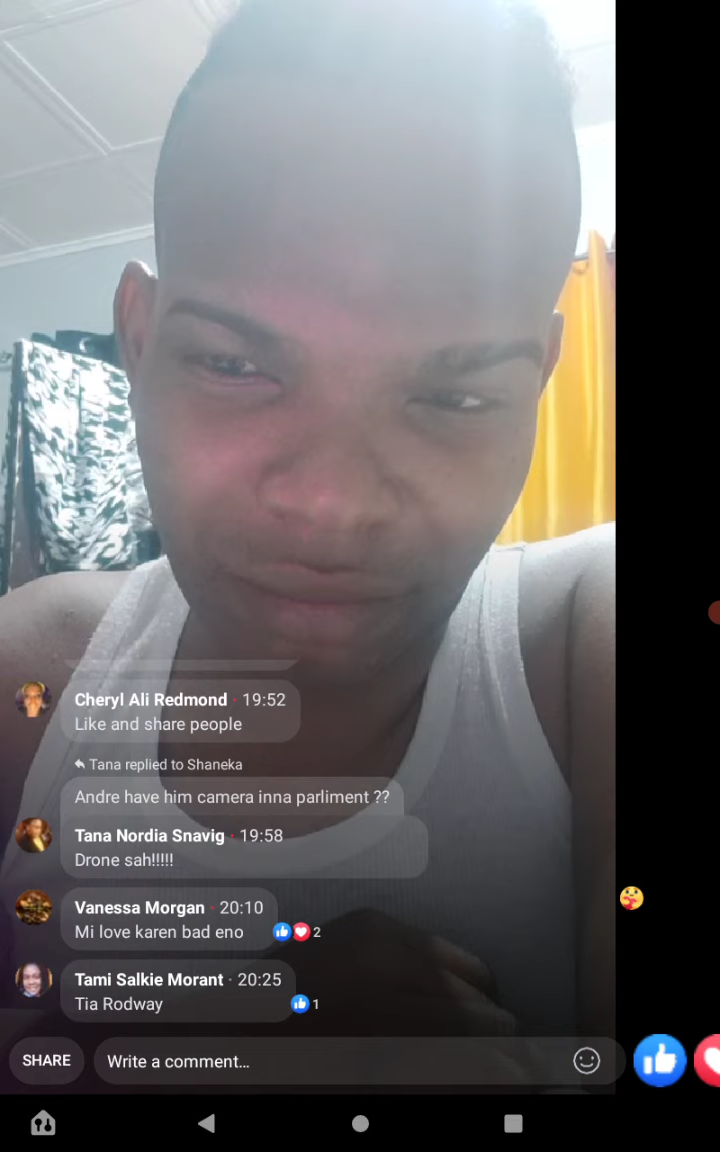 Cheryl Ali Redmond · 19:52
Like and share people
Tana replied to Shaneka
Andre have him camera inna parliment ??
Tana Nordia Snavig · 19:58
Drone sah!!!!!
Vanessa Morgan · 20:10
Mi love karen bad eno
2
Tami Salkie Morant · 20:25
Tia Rodway
1
SHARE
Write a comment...